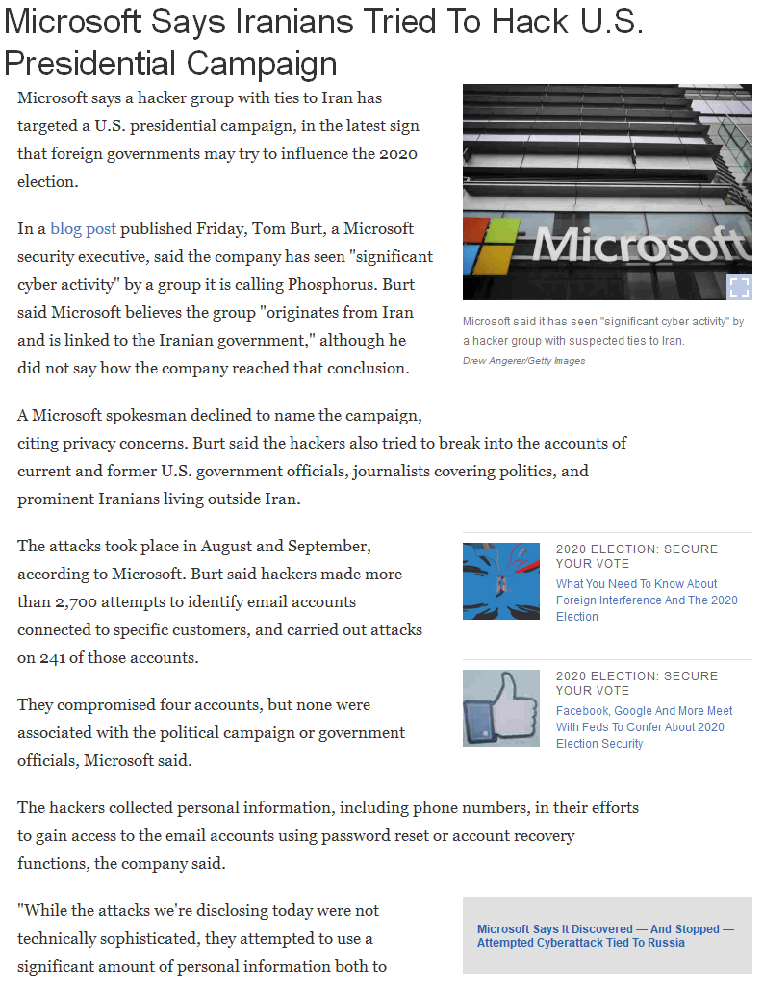 Microsoft Says Iranians Tried To Hack U.S.
Presidential Campaign
Microsoft says a hacker group with ties to Iran has
targeted a U.S. presidential campaign, in the latest sign
that foreign governments may try to influence the 2020
election.
In a blog post published Friday, Tom Burt, a Microsoft
security executive, said the company has seen "significant
cyber activity" by a group it is calling Phosphorus. Burt
said Microsoft believes the group "originates from Iran
and is linked to the Iranian government," although he
did not say how the company reached that conclusion.
Microsoft
Microsoft said it has seen "significant cyber activity" by
a hacker group with suspected ties to Iran.
Drew Angerer/Getty Images
A Microsoft spokesman declined to name the campaign,
citing privacy concerns. Burt said the hackers also tried to break into the accounts of
current and former U.S. government officials, journalists covering politics, and
prominent Iranians living outside Iran.
The attacks took place in August and September,
according to Microsoft. Burt said hackers made more
than 2,700 attempts to identify email accounts
connected to specific customers, and carried out attacks
on 241 of those accounts.
2020 ELECTION: SECURE
YOUR VOTE
What You Need To Know About
Foreign Interference And The 2020
Election
2020 ELECTION: SECURE
YOUR VOTE
Facebook, Google And More Meet
With Feds To Confer About 2020
Election Security
They compromised four accounts, but none were
associated with the political campaign or government
officials, Microsoft said.
The hackers collected personal information, including phone numbers, in their efforts
to gain access to the email accounts using password reset or account recovery
functions, the company said.
"While the attacks we're disclosing today were not
technically sophisticated, they attempted to use a
significant amount of personal information both to
Microsoft Says It Discovered — And Stopped —
Attempted Cyberattack Tied To Russia